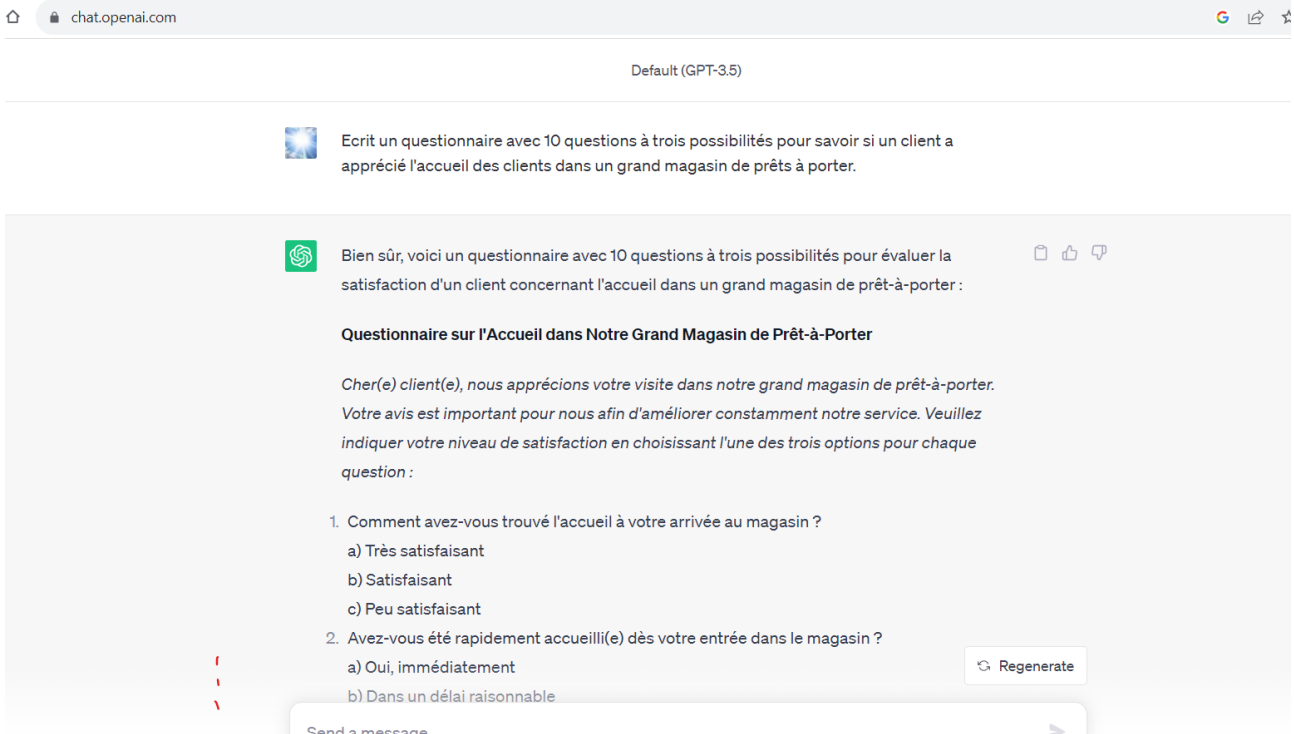 chat.openai.com
Default (GPT-3.5)
Ecrit un questionnaire avec 10 questions à trois possibilités pour savoir si un client a
apprécié l'accueil des clients dans un grand magasin de prêts à porter.
Bien sûr, voici un questionnaire avec 10 questions à trois possibilités pour évaluer la
satisfaction d'un client concernant l'accueil dans un grand magasin de prêt-à-porter :
Questionnaire sur l'Accueil dans Notre Grand Magasin de Prêt-à-Porter
Cher(e) client(e), nous apprécions votre visite dans notre grand magasin de prêt-à-porter.
Votre avis est important pour nous afin d'améliorer constamment notre service. Veuillez
indiquer votre niveau de satisfaction en choisissant l'une des trois options pour chaque
question :
1. Comment avez-vous trouvé l'accueil à votre arrivée au magasin ?
a) Très satisfaisant
b) Satisfaisant
c) Peu satisfaisant
2. Avez-vous été rapidement accueilli(e) dès votre entrée dans le magasin ?
a) Oui, immédiatement
Regenerate
b) Dans un délai raisonnable
Send a message